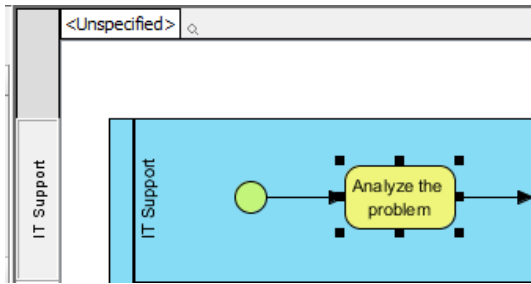 <Unspecified>
IT Support
IT Support
Analyze the
problem